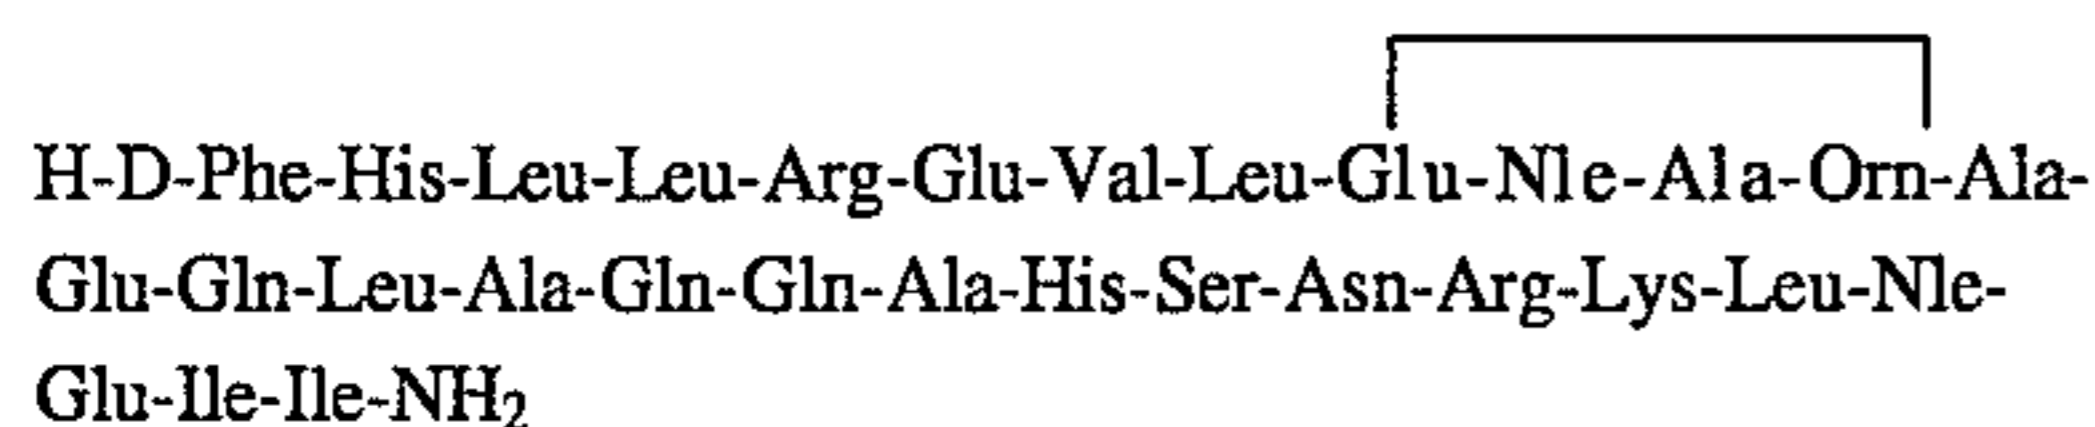 H-D-Phe-His-Leu-Leu-Arg-Glu-Val-Leu-Glu-Nle-Ala-Orn-Ala-
Glu-Gln-Leu-Ala-Gln-Gln-Ala-His-Ser-Asn-Arg-Lys-Leu-Nle-
Glu-Ile-Ile-NH₂